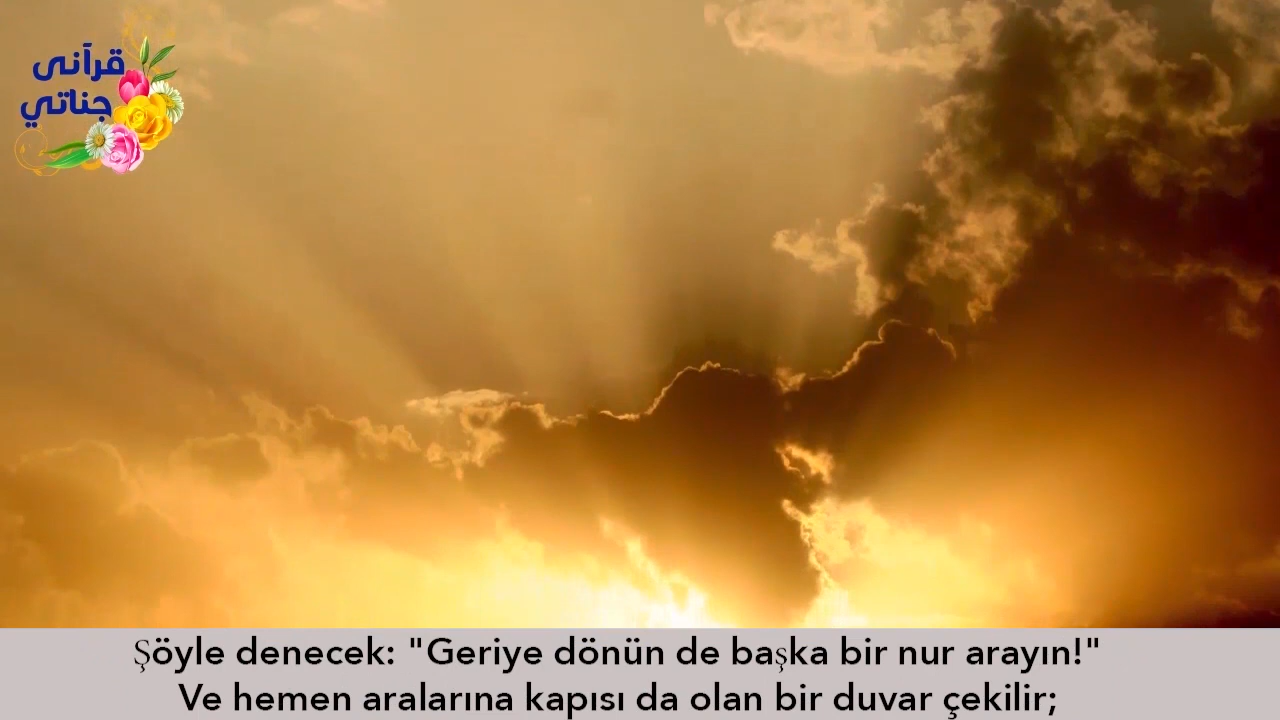 قرآنی
جناتي
Şöyle denecek: "Geriye dönün de başka bir nur arayın!"
Ve hemen aralarına kapısı da olan bir duvar çekilir;